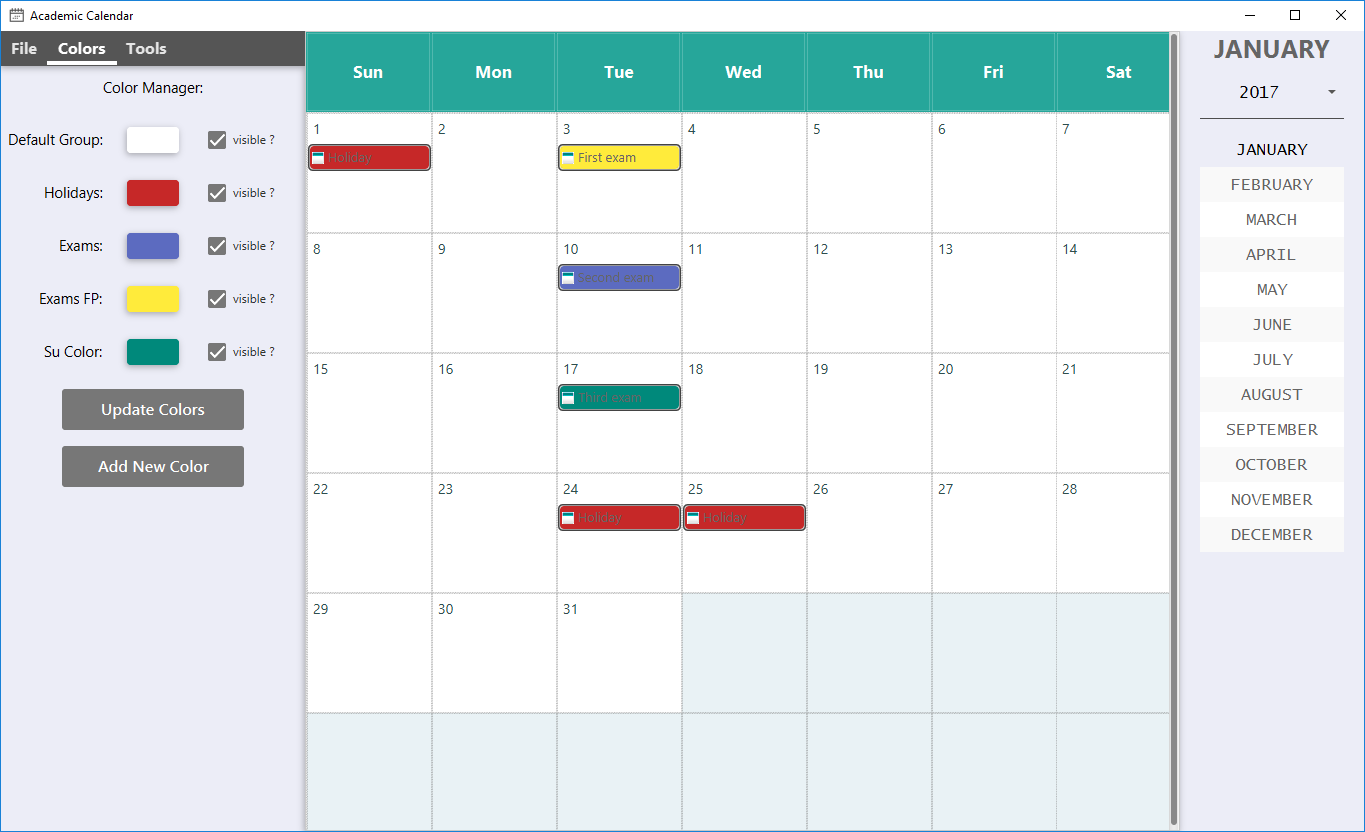 Academic Calendar
File Colors Tools
Color Manager:
Default Group: visible ?
Holidays: visible ?
Exams: visible ?
Exams FP: visible ?
Su Color: visible ?
Update Colors
Add New Color
Sun Mon Tue Wed Thu Fri Sat
1 2 3 4 5 6 7
Holiday First exam
8 9 10 11 12 13 14
Second exam
15 16 17 18 19 20 21
Third exam
22 23 24 25 26 27 28
Holiday Holiday
29 30 31
JANUARY
2017
JANUARY
FEBRUARY
MARCH
APRIL
MAY
JUNE
JULY
AUGUST
SEPTEMBER
OCTOBER
NOVEMBER
DECEMBER